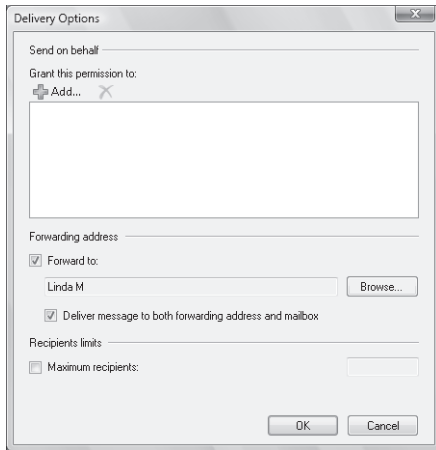 Delivery Options
Send on behalf
Grant this permission to:
Add...
Forwarding address
Forward to:
Linda M
Browse...
Deliver message to both forwarding address and mailbox
Recipients limits
Maximum recipients:
OK
Cancel